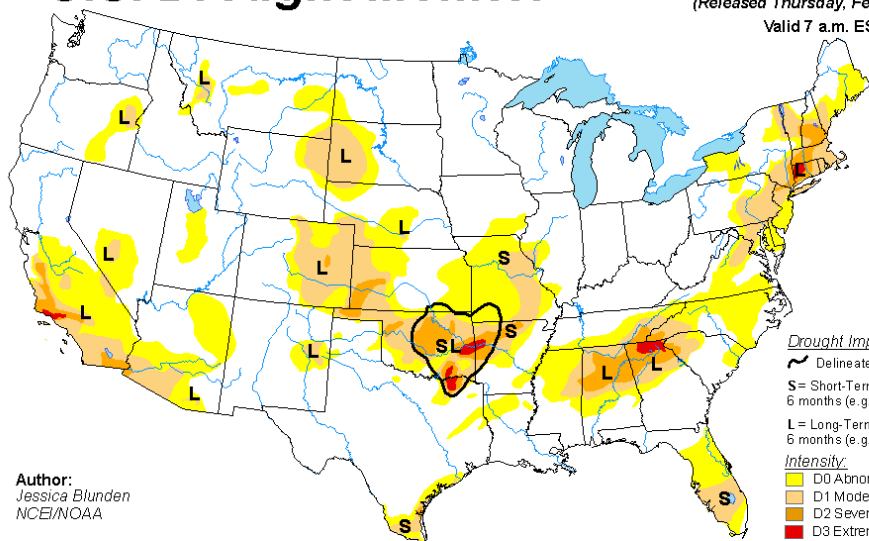 (Released Thursday, Fe
Valid 7 a.m. ES
L
L
L
L
S
L
L
L
S
SL
S
L
L
L
L
L
S
S
Drought Imp
Delineate
S = Short-Term
6 months (e.g.
L = Long-Term
6 months (e.g.
Intensity:
D0 Abnor
D1 Mode
D2 Sever
D3 Extrem
Author:
Jessica Blunden
NCEI/NOAA